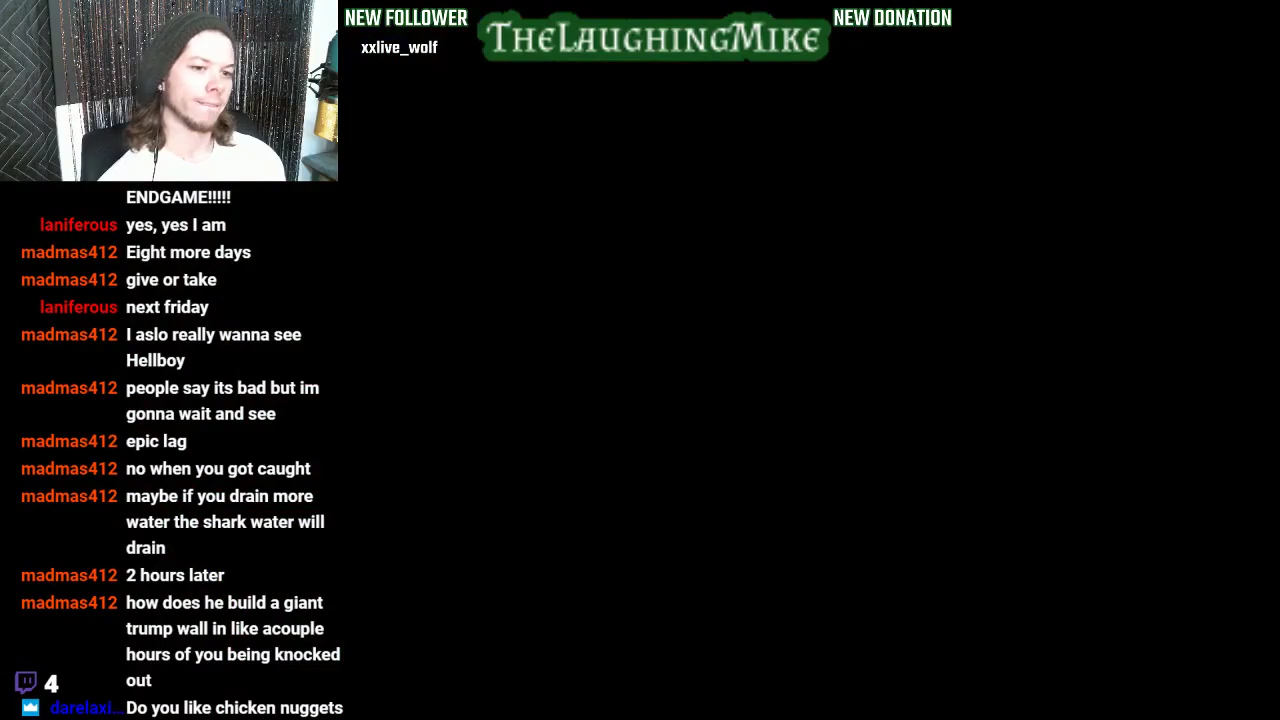 NEW FOLLOWER
xxlive_wolf
THELAUGHINGMIKE
NEW DONATION
ENDGAME!!!!!
laniferous yes, yes I am
madmas412 Eight more days
madmas412 give or take
laniferous next friday
madmas412 I aslo really wanna see
Hellboy
madmas412 people say its bad but im
gonna wait and see
madmas412 epic lag
madmas412 no when you got caught
madmas412 maybe if you drain more
water the shark water will
drain
madmas412 2 hours later
madmas412 how does he build a giant
trump wall in like acouple
hours of you being knocked
out
4
darelaxi... Do you like chicken nuggets